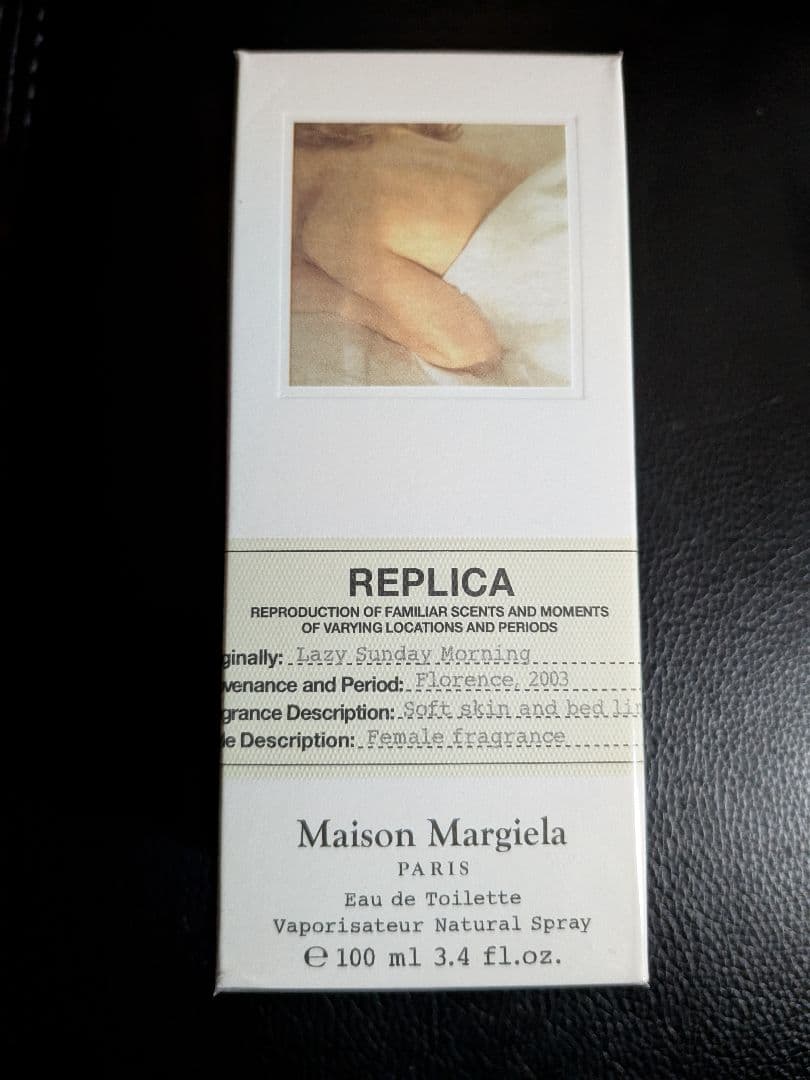 REPLICA
REPRODUCTION OF FAMILIAR SCENTS AND MOMENTS
OF VARYING LOCATIONS AND PERIODS
ginally: Lazy Sunday Morning
venance and Period: Florence, 2003
grance Description: Soft skin and bed lin
le Description: Female fragrance
Maison Margiela
PARIS
Eau de Toilette
Vaporisateur Natural Spray
℮ 100 ml 3.4 fl.oz.